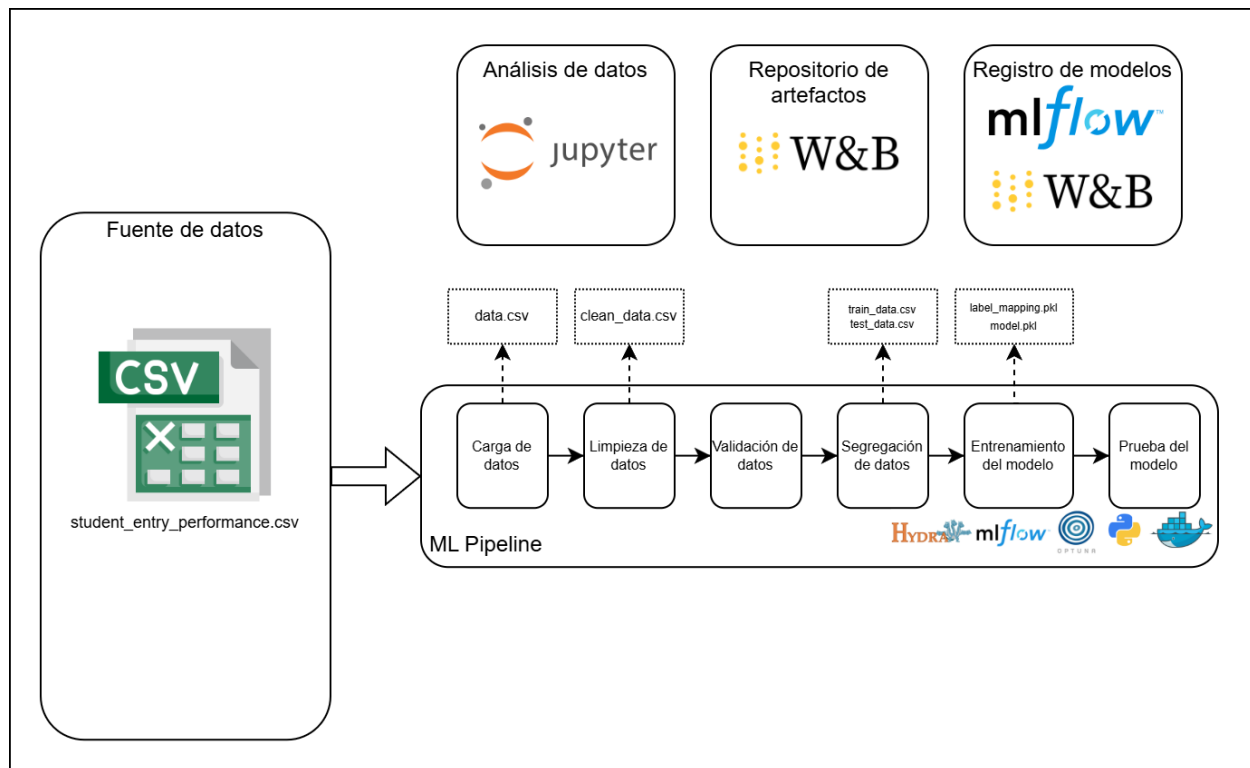 Análisis de datos
jupyter
Repositorio de
artefactos
W&B
Registro de modelos
mlflow™
W&B
Fuente de datos
CSV
student_entry_performance.csv
data.csv
clean_data.csv
train_data.csv
test_data.csv
label_mapping.pkl
model.pkl
Carga de
datos
Limpieza de
datos
Validación de
datos
Segregación
de datos
Entrenamiento
del modelo
Prueba del
modelo
ML Pipeline
HYDRA
mlflow
OPTUNA